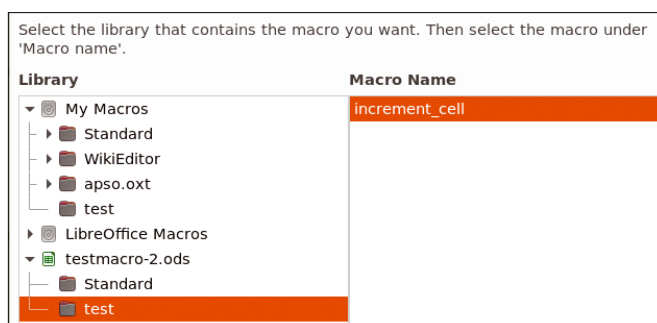 Select the library that contains the macro you want. Then select the macro under
'Macro name'.
Library
Macro Name
My Macros
increment_cell
Standard
WikiEditor
apso.oxt
test
LibreOffice Macros
testmacro-2.ods
Standard
test